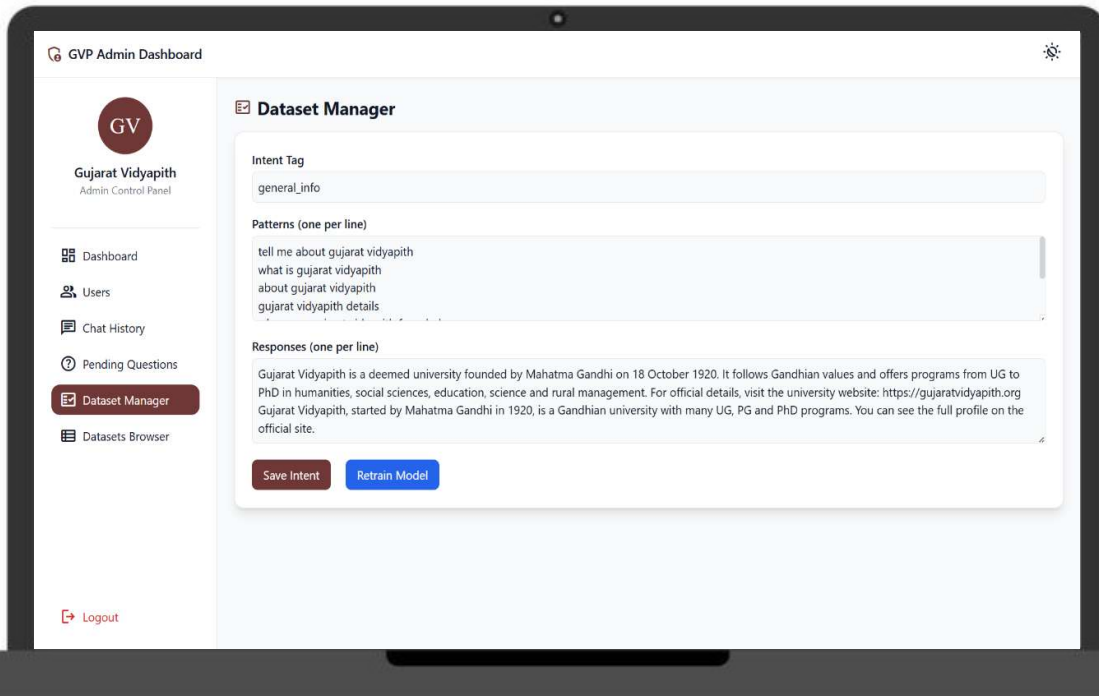 GVP Admin Dashboard
GV
Gujarat Vidyapith
Admin Control Panel
Dashboard
Users
Chat History
Pending Questions
Dataset Manager
Datasets Browser
Logout
Dataset Manager
Intent Tag
general_info
Patterns (one per line)
tell me about gujarat vidyapith
what is gujarat vidyapith
about gujarat vidyapith
gujarat vidyapith details
Responses (one per line)
Gujarat Vidyapith is a deemed university founded by Mahatma Gandhi on 18 October 1920. It follows Gandhian values and offers programs from UG to
PhD in humanities, social sciences, education, science and rural management. For official details, visit the university website: https://gujaratvidyapith.org
Gujarat Vidyapith, started by Mahatma Gandhi in 1920, is a Gandhian university with many UG, PG and PhD programs. You can see the full profile on the
official site.
Save Intent
Retrain Model